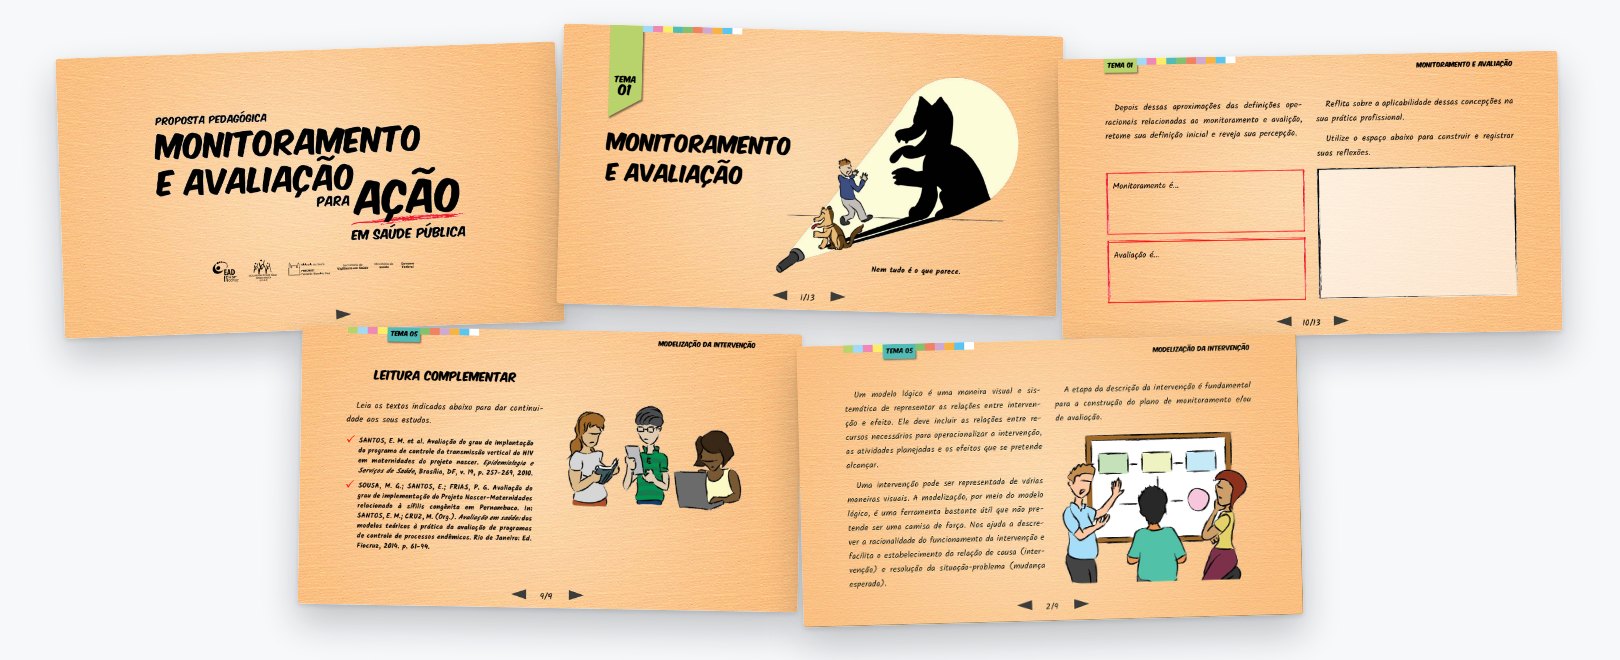 PROPOSTA PEDAGÓGICA
MONITORAMENTO
E AVALIAÇÃO
PARA AÇÃO
EM SAÚDE PÚBLICA
EAD
TEMA
01
MONITORAMENTO
E AVALIAÇÃO
Nem tudo é o que parece.
1/13
TEMA 01
MONITORAMENTO E AVALIAÇÃO
Depois dessas aproximações das definições ope-
racionais relacionadas ao monitoramento e avalição,
retome sua definição inicial e reveja sua percepção.
Monitoramento é...
Avaliação é...
Reflita sobre a aplicabilidade dessas concepções na
sua prática profissional.
Utilize o espaço abaixo para construir e registrar
suas reflexões.
10/13
TEMA 05
MODELIZAÇÃO DA INTERVENÇÃO
LEITURA COMPLEMENTAR
Leia os textos indicados abaixo para dar continui-
dade aos seus estudos.
SANTOS, E. M. et al. Avaliação do grau de implantação
do programa de controle da transmissão vertical do HIV
em maternidades do projeto nascer. Epidemiologia e
Serviços de Saúde, Brasília, DF, v. 19, p. 257-269, 2010.
SOUSA, M. G.; SANTOS, E.; FRIAS, P. G. Avaliação do
grau de implementação do Projeto Nascer-Maternidades
relacionado à sífilis congênita em Pernambuco. In:
SANTOS, E. M.; CRUZ, M. (Org.). Avaliação em saúde: dos
modelos teóricos à prática da avaliação de programas
de controle de processos endêmicos. Rio de Janeiro: Ed.
Fiocruz, 2014. p. 61-94.
9/9
TEMA 05
MODELIZAÇÃO DA INTERVENÇÃO
Um modelo lógico é uma maneira visual e sis-
temática de representar as relações entre interven-
ção e efeito. Ele deve incluir as relações entre re-
cursos necessários para operacionalizar a intervenção,
as atividades planejadas e os efeitos que se pretende
alcançar.
Uma intervenção pode ser representada de várias
maneiras visuais. A modelização, por meio do modelo
lógico, é uma ferramenta bastante útil que não pre-
tende ser uma camisa de força. Nos ajuda a descre-
ver a racionalidade do funcionamento da intervenção e
facilita o estabelecimento da relação de causa (inter-
venção) e resolução da situação-problema (mudança
esperada).
A etapa da descrição da intervenção é fundamental
para a construção do plano de monitoramento e/ou
de avaliação.
2/9